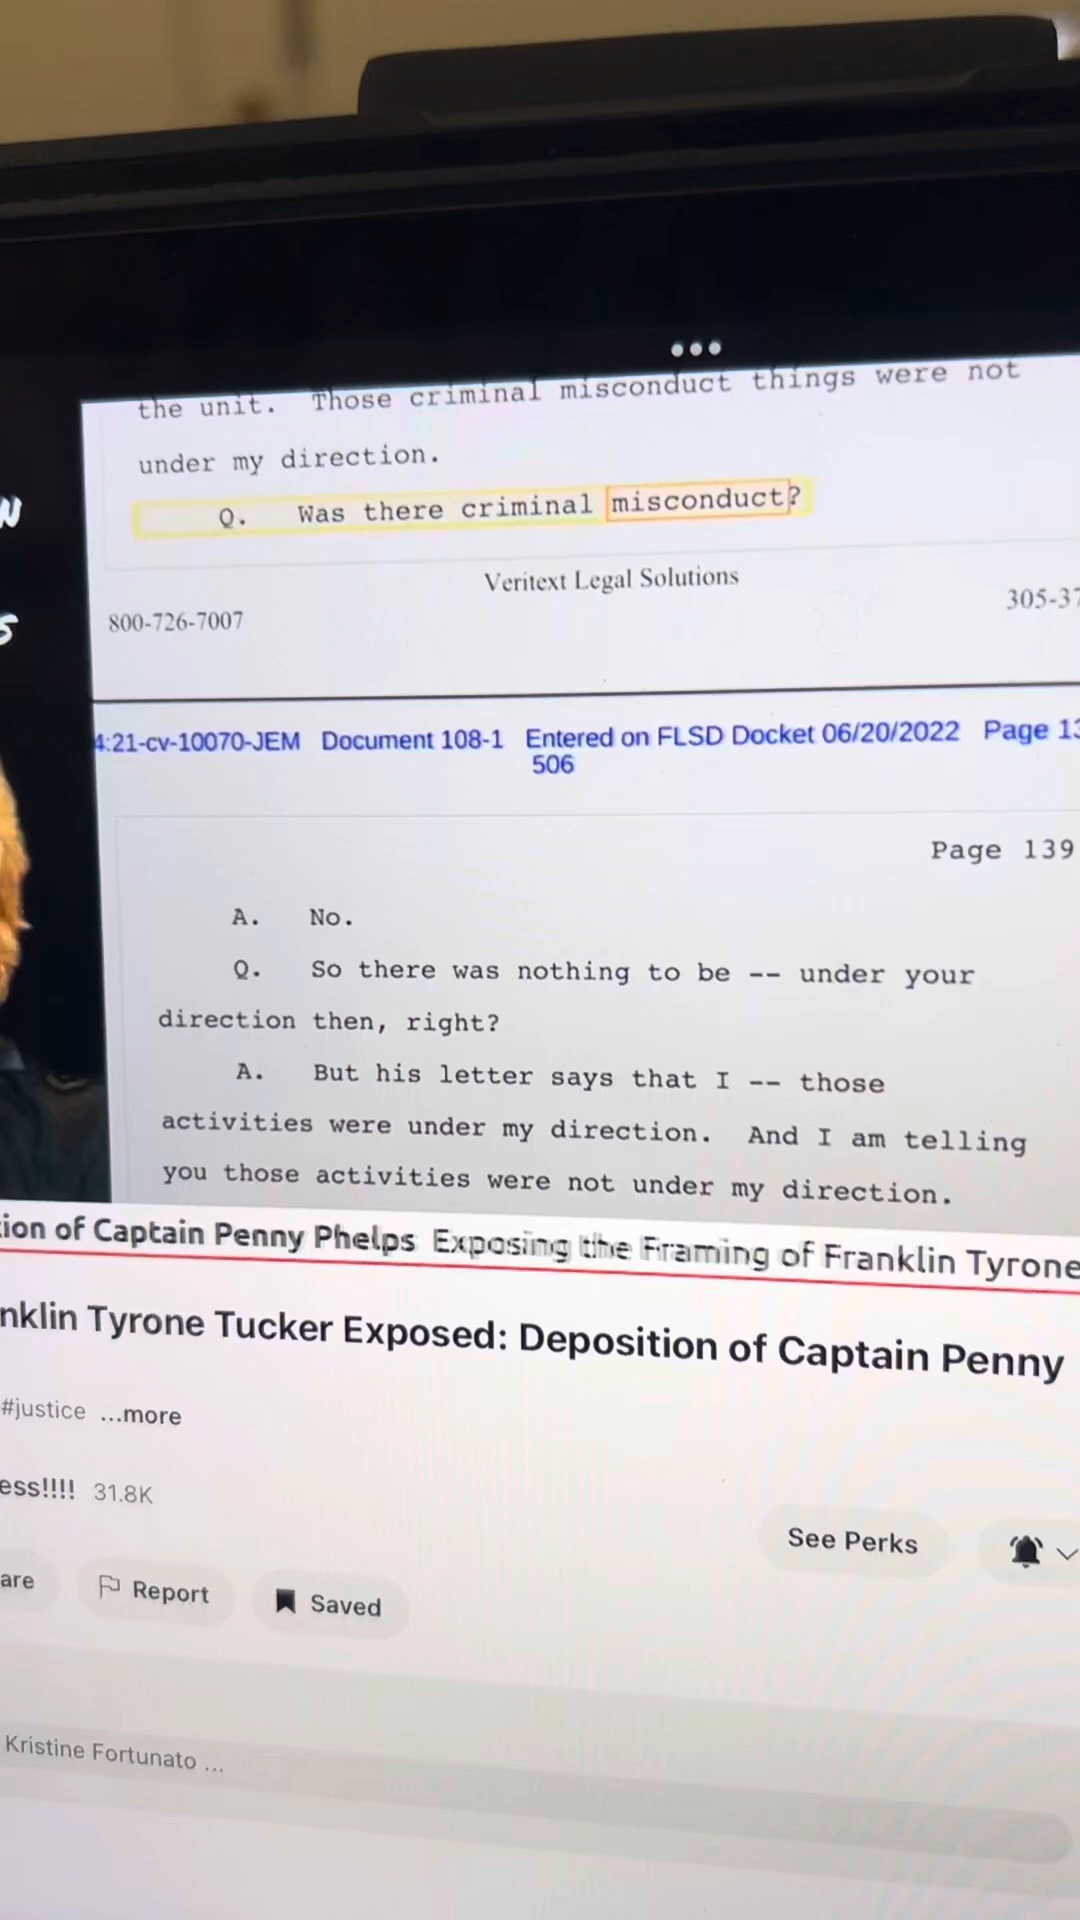 the unit. Those criminal misconduct things were not
under my direction.
Q. Was there criminal misconduct?
Veritext Legal Solutions
800-726-7007
305-37
4:21-cv-10070-JEM Document 108-1 Entered on FLSD Docket 06/20/2022 Page 13
506
Page 139
A. No.
Q. So there was nothing to be -- under your
direction then, right?
A. But his letter says that I -- those
activities were under my direction. And I am telling
you those activities were not under my direction.
tion of Captain Penny Phelps Exposing the Framing of Franklin Tyrone
nklin Tyrone Tucker Exposed: Deposition of Captain Penny
#justice ...more
ess!!!! 31.8K
See Perks
are
Report
Saved
Kristine Fortunato ...